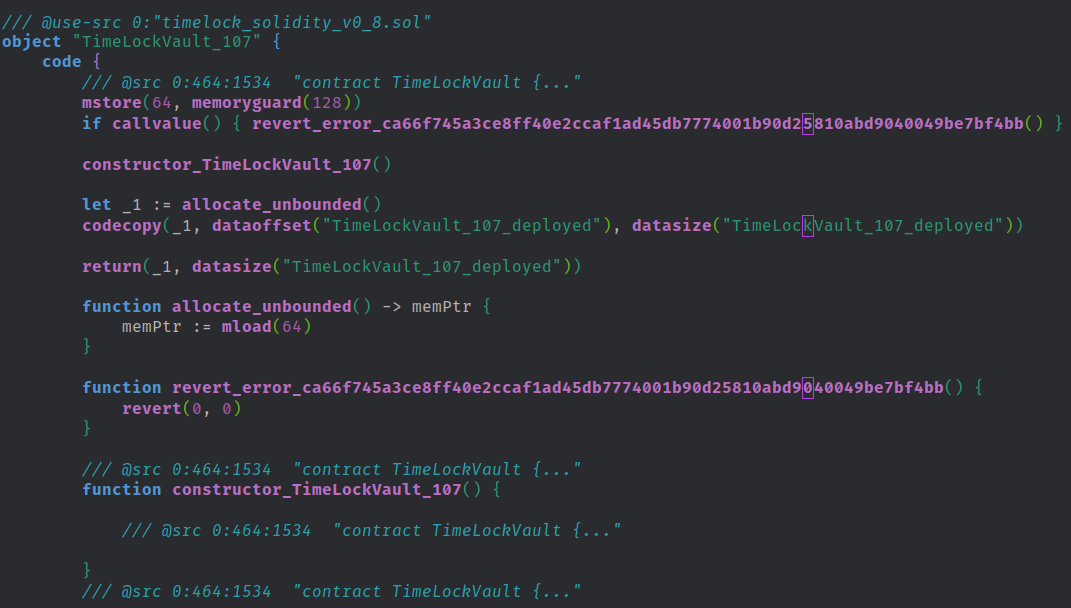 /// @use-src 0:"timelock_solidity_v0_8.sol"
object "TimeLockVault_107" {
    code {
        /// @src 0:464:1534  "contract TimeLockVault {..."
        mstore(64, memoryguard(128))
        if callvalue() { revert_error_ca66f745a3ce8ff40e2ccaf1ad45db7774001b90d25810abd9040049be7bf4bb() }

        constructor_TimeLockVault_107()

        let _1 := allocate_unbounded()
        codecopy(_1, dataoffset("TimeLockVault_107_deployed"), datasize("TimeLockVault_107_deployed"))

        return(_1, datasize("TimeLockVault_107_deployed"))

        function allocate_unbounded() -> memPtr {
            memPtr := mload(64)
        }

        function revert_error_ca66f745a3ce8ff40e2ccaf1ad45db7774001b90d25810abd9040049be7bf4bb() {
            revert(0, 0)
        }

        /// @src 0:464:1534  "contract TimeLockVault {..."
        function constructor_TimeLockVault_107() {

            /// @src 0:464:1534  "contract TimeLockVault {..."

        }
        /// @src 0:464:1534  "contract TimeLockVault {..."